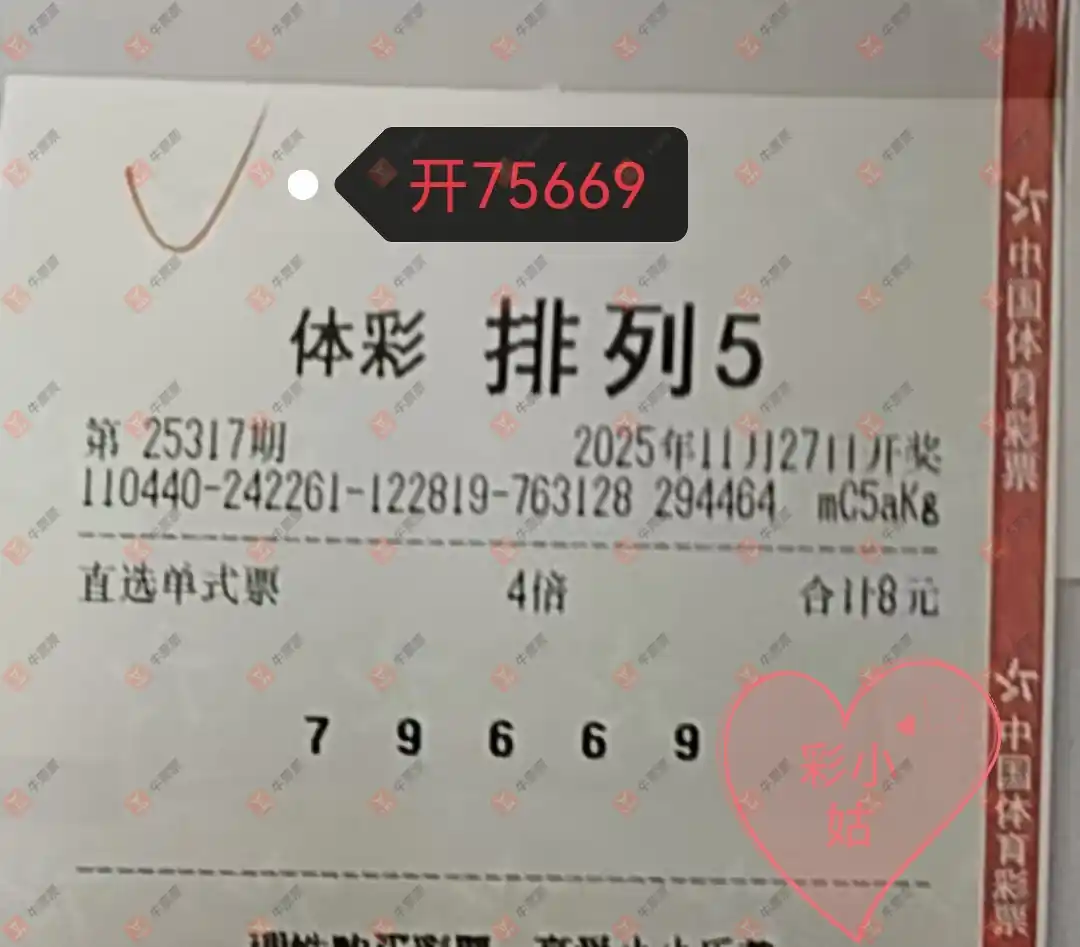 开75669
体彩 排列5
第 25317期 2025年11月27日开奖
110440-242261-122819-763128 294464 mC5aKg
直选单式票 4倍 合计8元
7 9 6 6 9
彩小
姑
中国体育彩票
中国体育彩票
牛票票